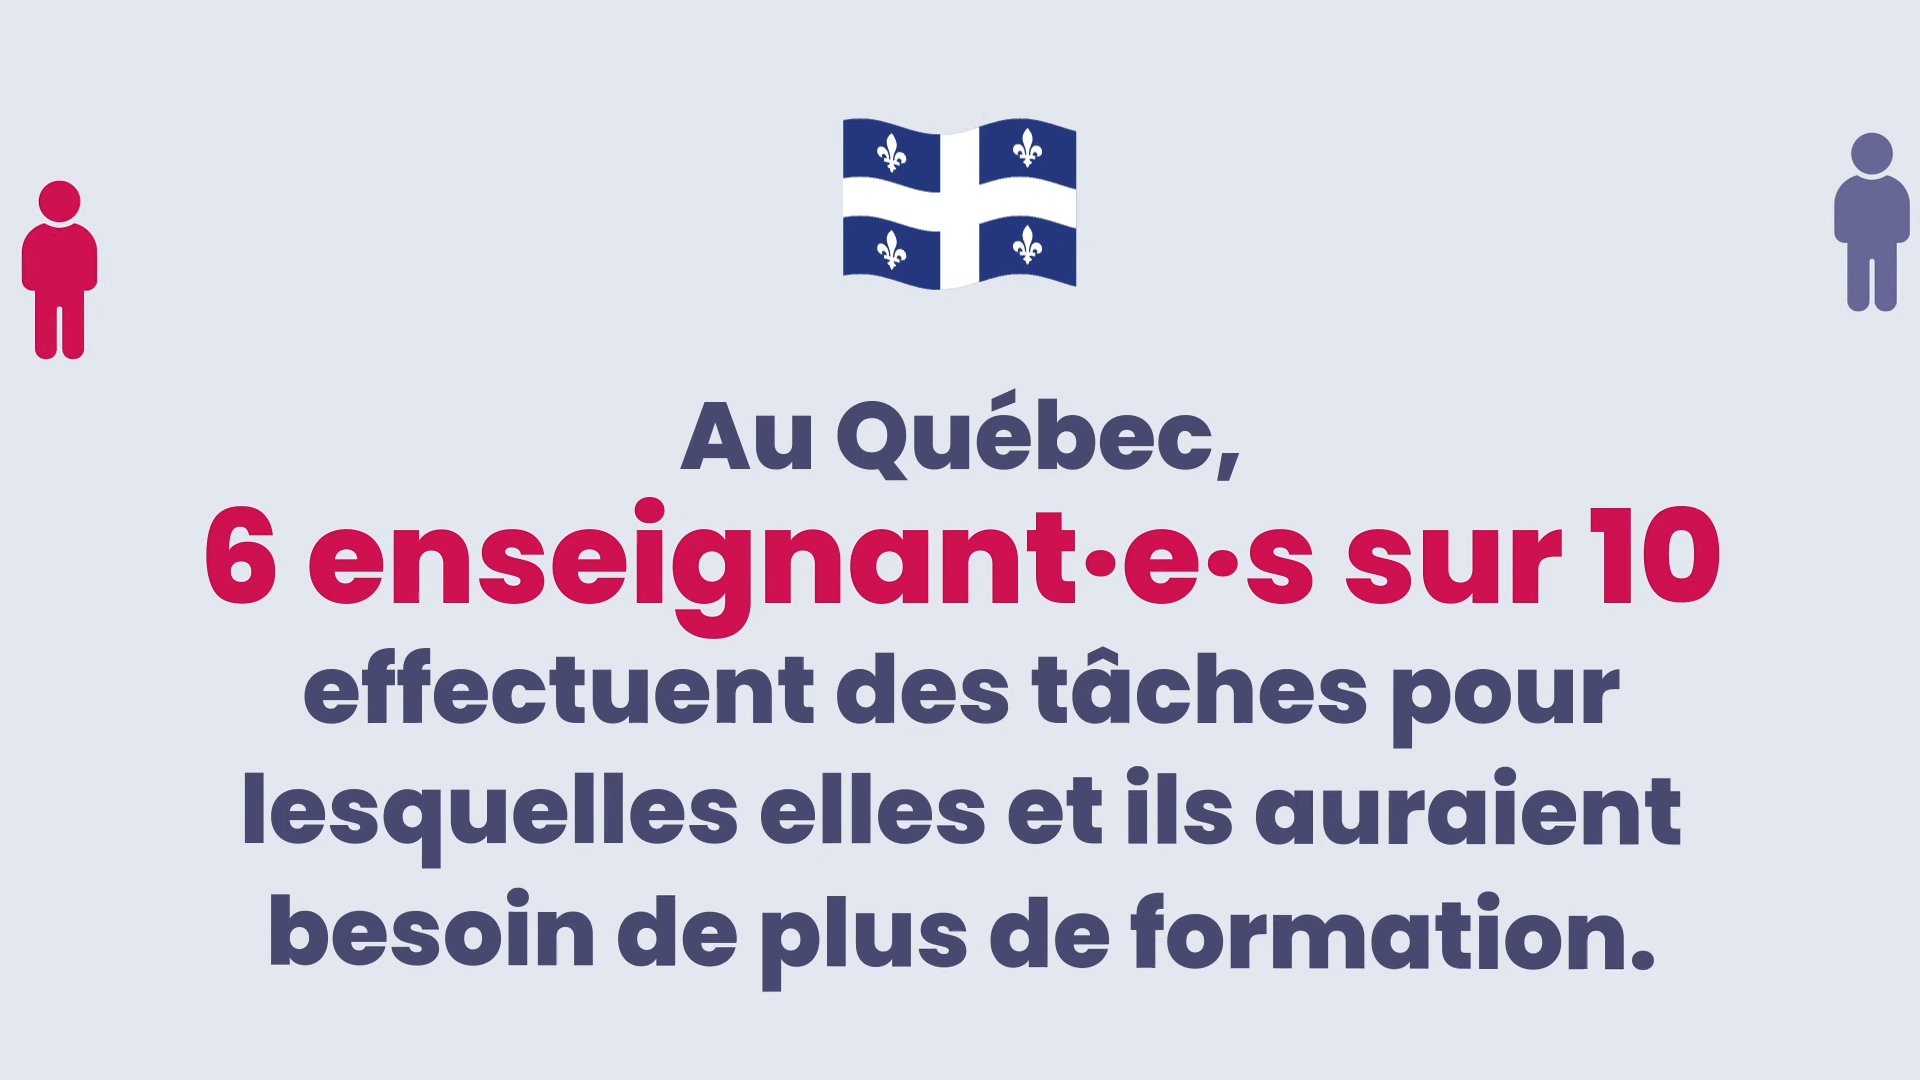 Au Québec,
6 enseignant·e·s sur 10
effectuent des tâches pour
lesquelles elles et ils auraient
besoin de plus de formation.